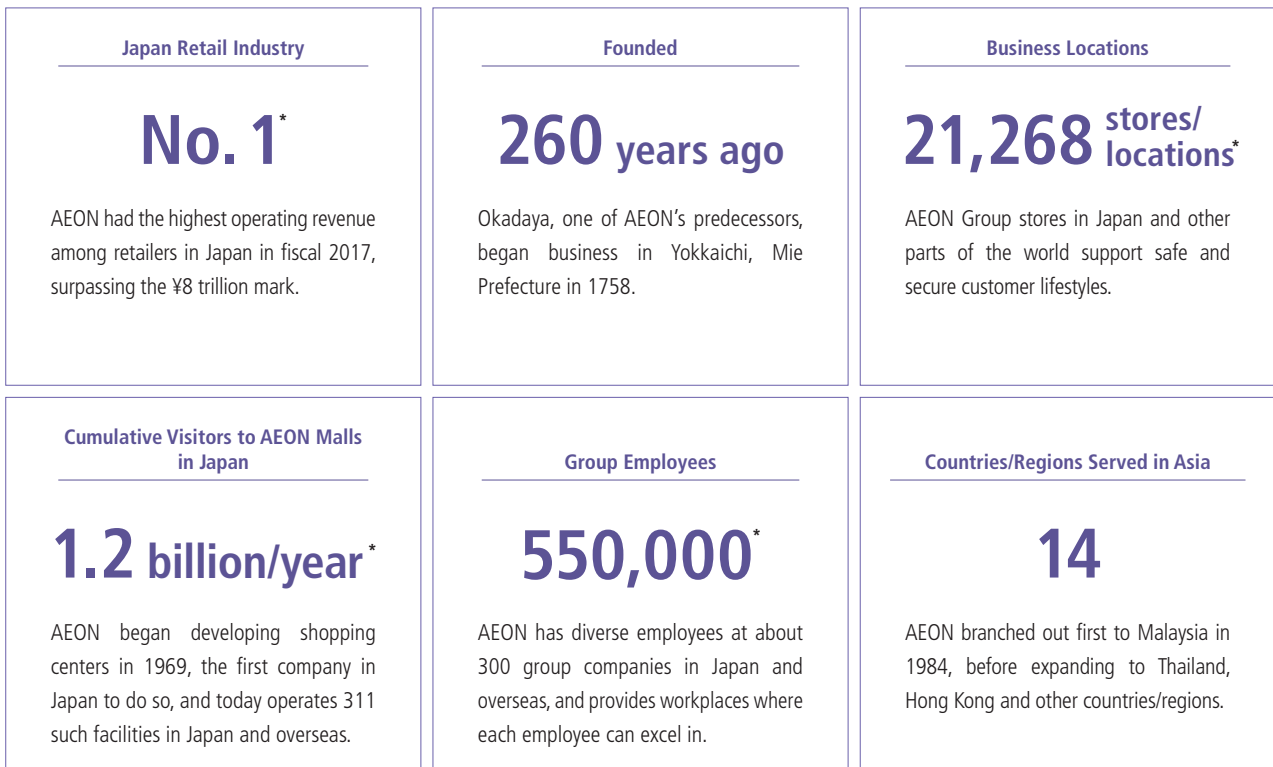 Japan Retail Industry
No. 1*
AEON had the highest operating revenue
among retailers in Japan in fiscal 2017,
surpassing the ¥8 trillion mark.
Founded
260 years ago
Okadaya, one of AEON’s predecessors,
began business in Yokkaichi, Mie
Prefecture in 1758.
Business Locations
21,268 stores/
locations*
AEON Group stores in Japan and other
parts of the world support safe and
secure customer lifestyles.
Cumulative Visitors to AEON Malls
in Japan
1.2 billion/year*
AEON began developing shopping
centers in 1969, the first company in
Japan to do so, and today operates 311
such facilities in Japan and overseas.
Group Employees
550,000*
AEON has diverse employees at about
300 group companies in Japan and
overseas, and provides workplaces where
each employee can excel in.
Countries/Regions Served in Asia
14
AEON branched out first to Malaysia in
1984, before expanding to Thailand,
Hong Kong and other countries/regions.